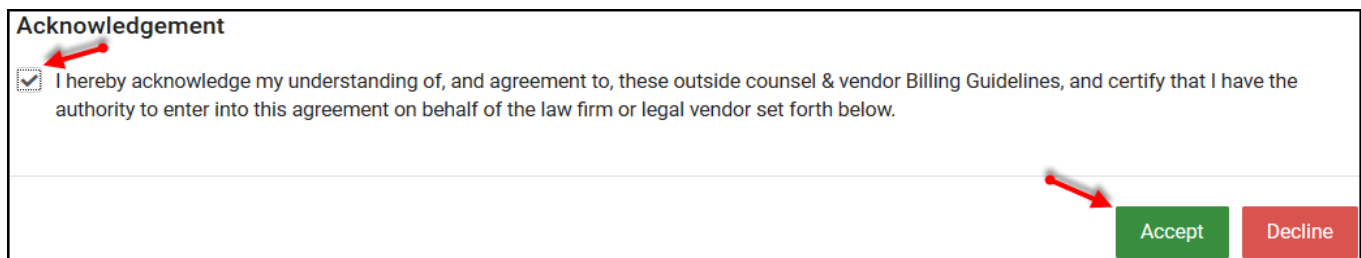 Acknowledgement
I hereby acknowledge my understanding of, and agreement to, these outside counsel & vendor Billing Guidelines, and certify that I have the
authority to enter into this agreement on behalf of the law firm or legal vendor set forth below.
Accept Decline